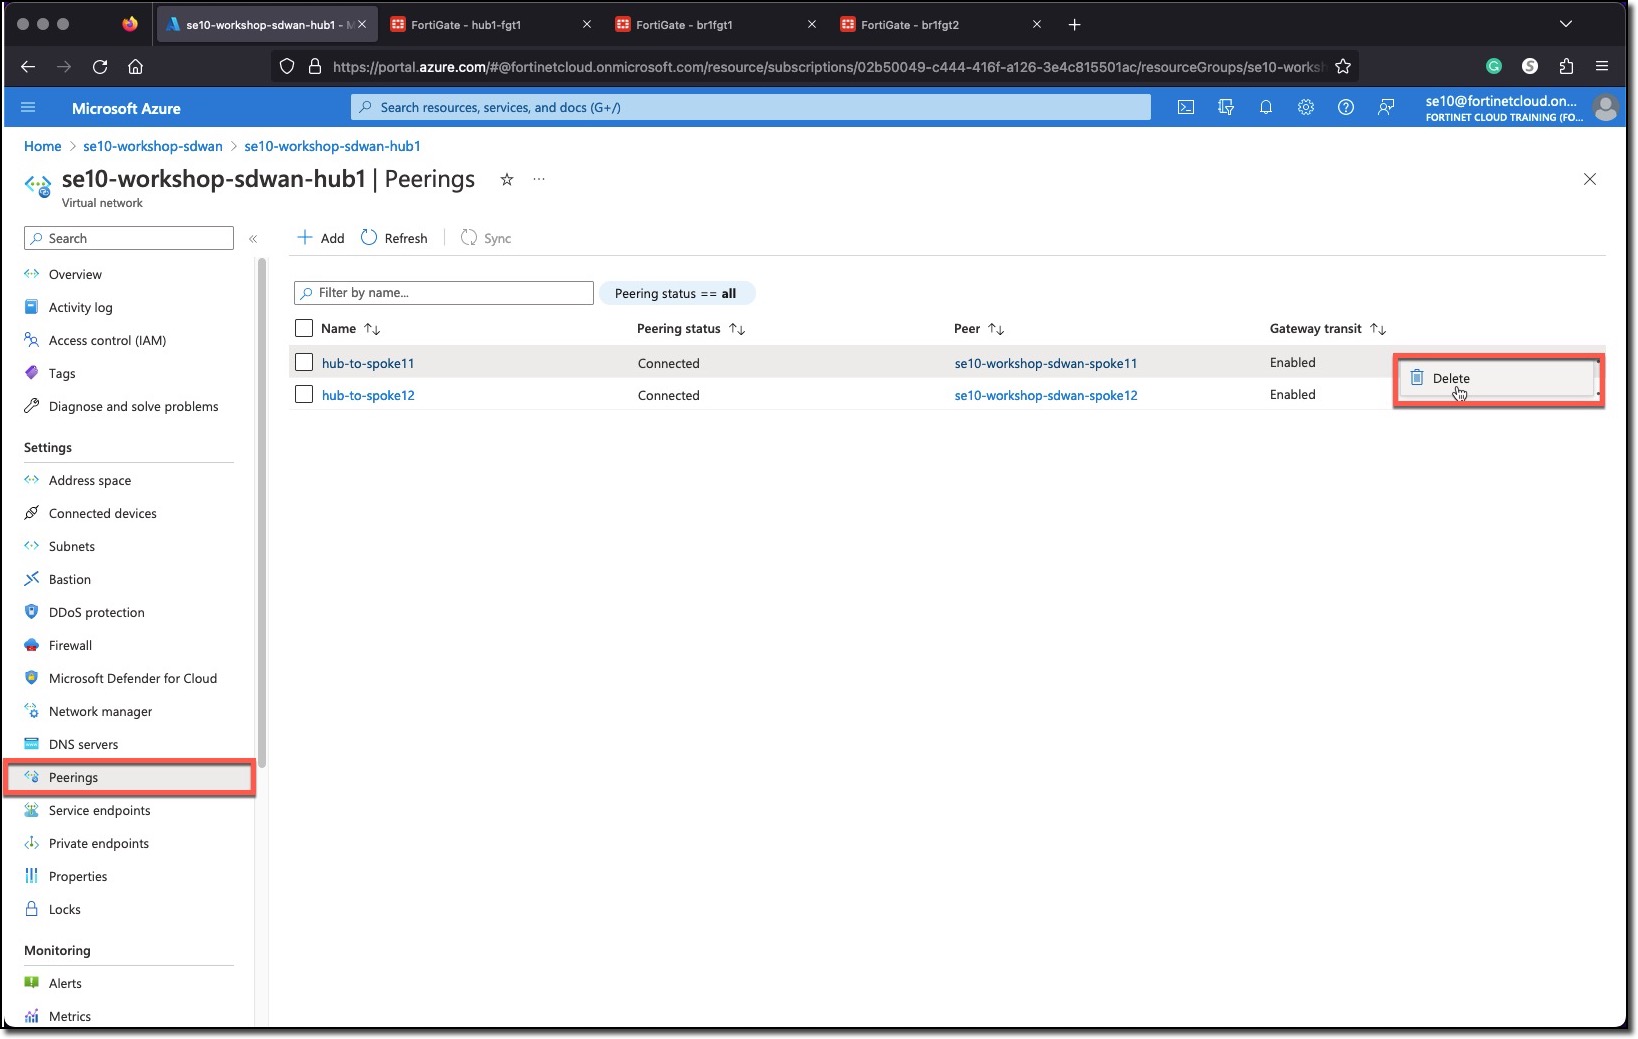 se10-workshop-sdwan-hub1 - M
FortiGate - hub1-fgt1
FortiGate - br1fgt1
FortiGate - br1fgt2
https://portal.azure.com/#@fortinetcloud.onmicrosoft.com/resource/subscriptions/02b50049-c444-416f-a126-3e4c815501ac/resourceGroups/se10-worksh
Microsoft Azure
Search resources, services, and docs (G+/)
se10@fortinetcloud.on...
FORTINET CLOUD TRAINING (FO...
Home > se10-workshop-sdwan > se10-workshop-sdwan-hub1
se10-workshop-sdwan-hub1 | Peerings
Virtual network
Search
Add
Refresh
Sync
Overview
Activity log
Access control (IAM)
Tags
Diagnose and solve problems
Settings
Address space
Connected devices
Subnets
Bastion
DDoS protection
Firewall
Microsoft Defender for Cloud
Network manager
DNS servers
Peerings
Service endpoints
Private endpoints
Properties
Locks
Monitoring
Alerts
Metrics
Filter by name...
Peering status == all
Name Peering status Peer Gateway transit
hub-to-spoke11 Connected se10-workshop-sdwan-spoke11 Enabled
hub-to-spoke12 Connected se10-workshop-sdwan-spoke12 Enabled
Delete